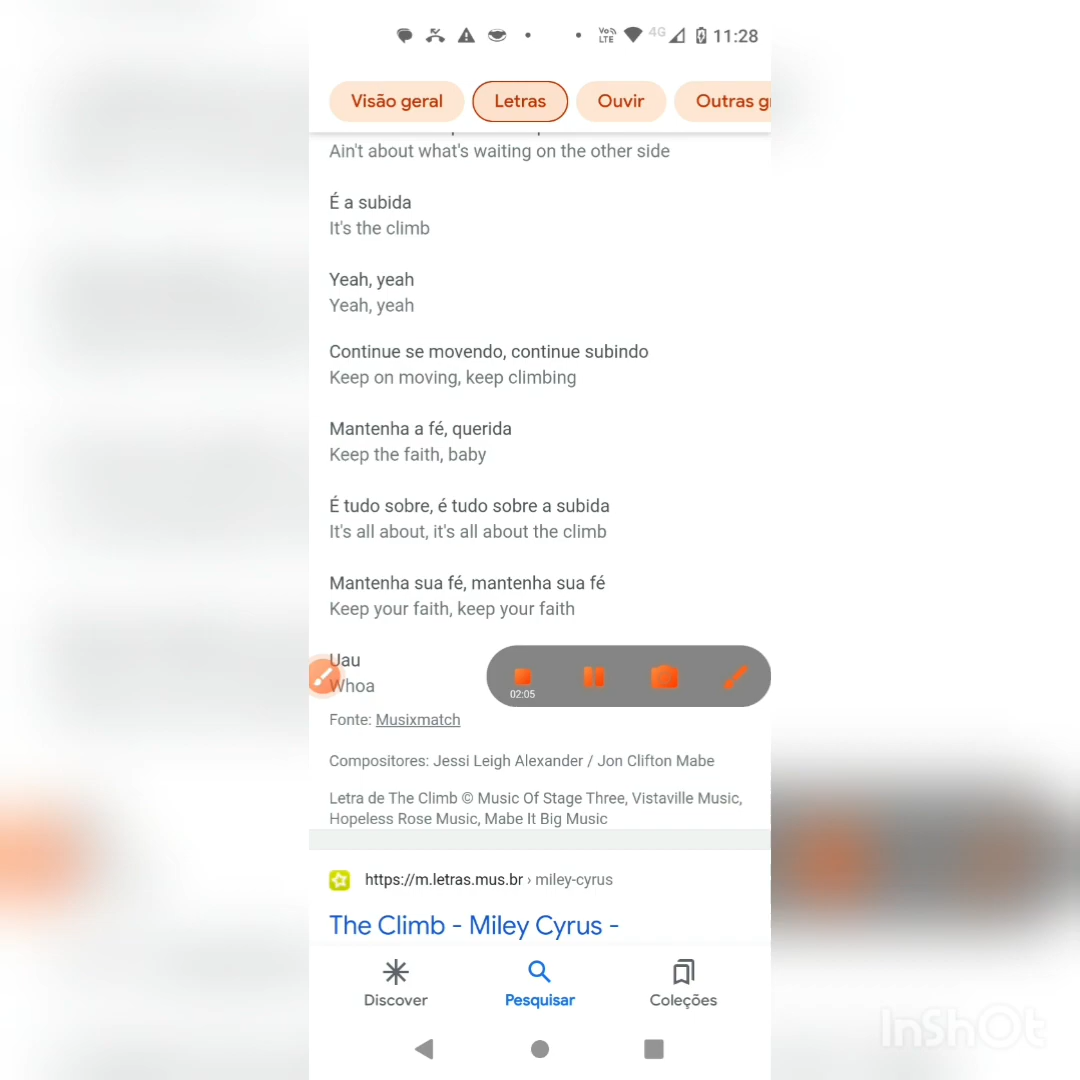 Vo LTE 4G 11:28
Visão geral Letras Ouvir Outras g
Ain't about what's waiting on the other side
É a subida
It's the climb
Yeah, yeah
Yeah, yeah
Continue se movendo, continue subindo
Keep on moving, keep climbing
Mantenha a fé, querida
Keep the faith, baby
É tudo sobre, é tudo sobre a subida
It's all about, it's all about the climb
Mantenha sua fé, mantenha sua fé
Keep your faith, keep your faith
Uau
Whoa
02:05
Fonte: Musixmatch
Compositores: Jessi Leigh Alexander / Jon Clifton Mabe
Letra de The Climb © Music Of Stage Three, Vistaville Music,
Hopeless Rose Music, Mabe It Big Music
https://m.letras.mus.br › miley-cyrus
The Climb - Miley Cyrus -
Discover Pesquisar Coleções
InShOt